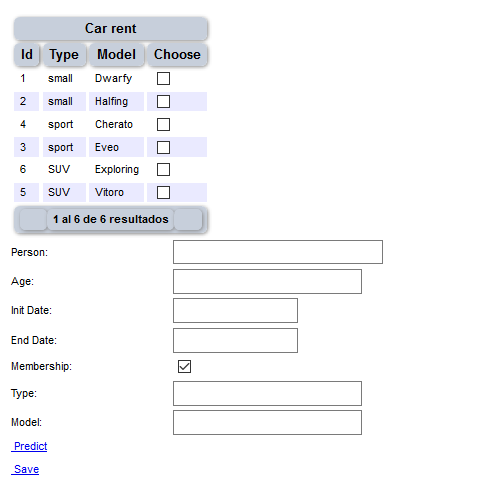 Car rent
Id Type Model Choose
1 small Dwarfy
2 small Halfing
4 sport Cherato
3 sport Eveo
6 SUV Exploring
5 SUV Vitoro
1 al 6 de 6 resultados
Person:
Age:
Init Date:
End Date:
Membership:
Type:
Model:
Predict
Save